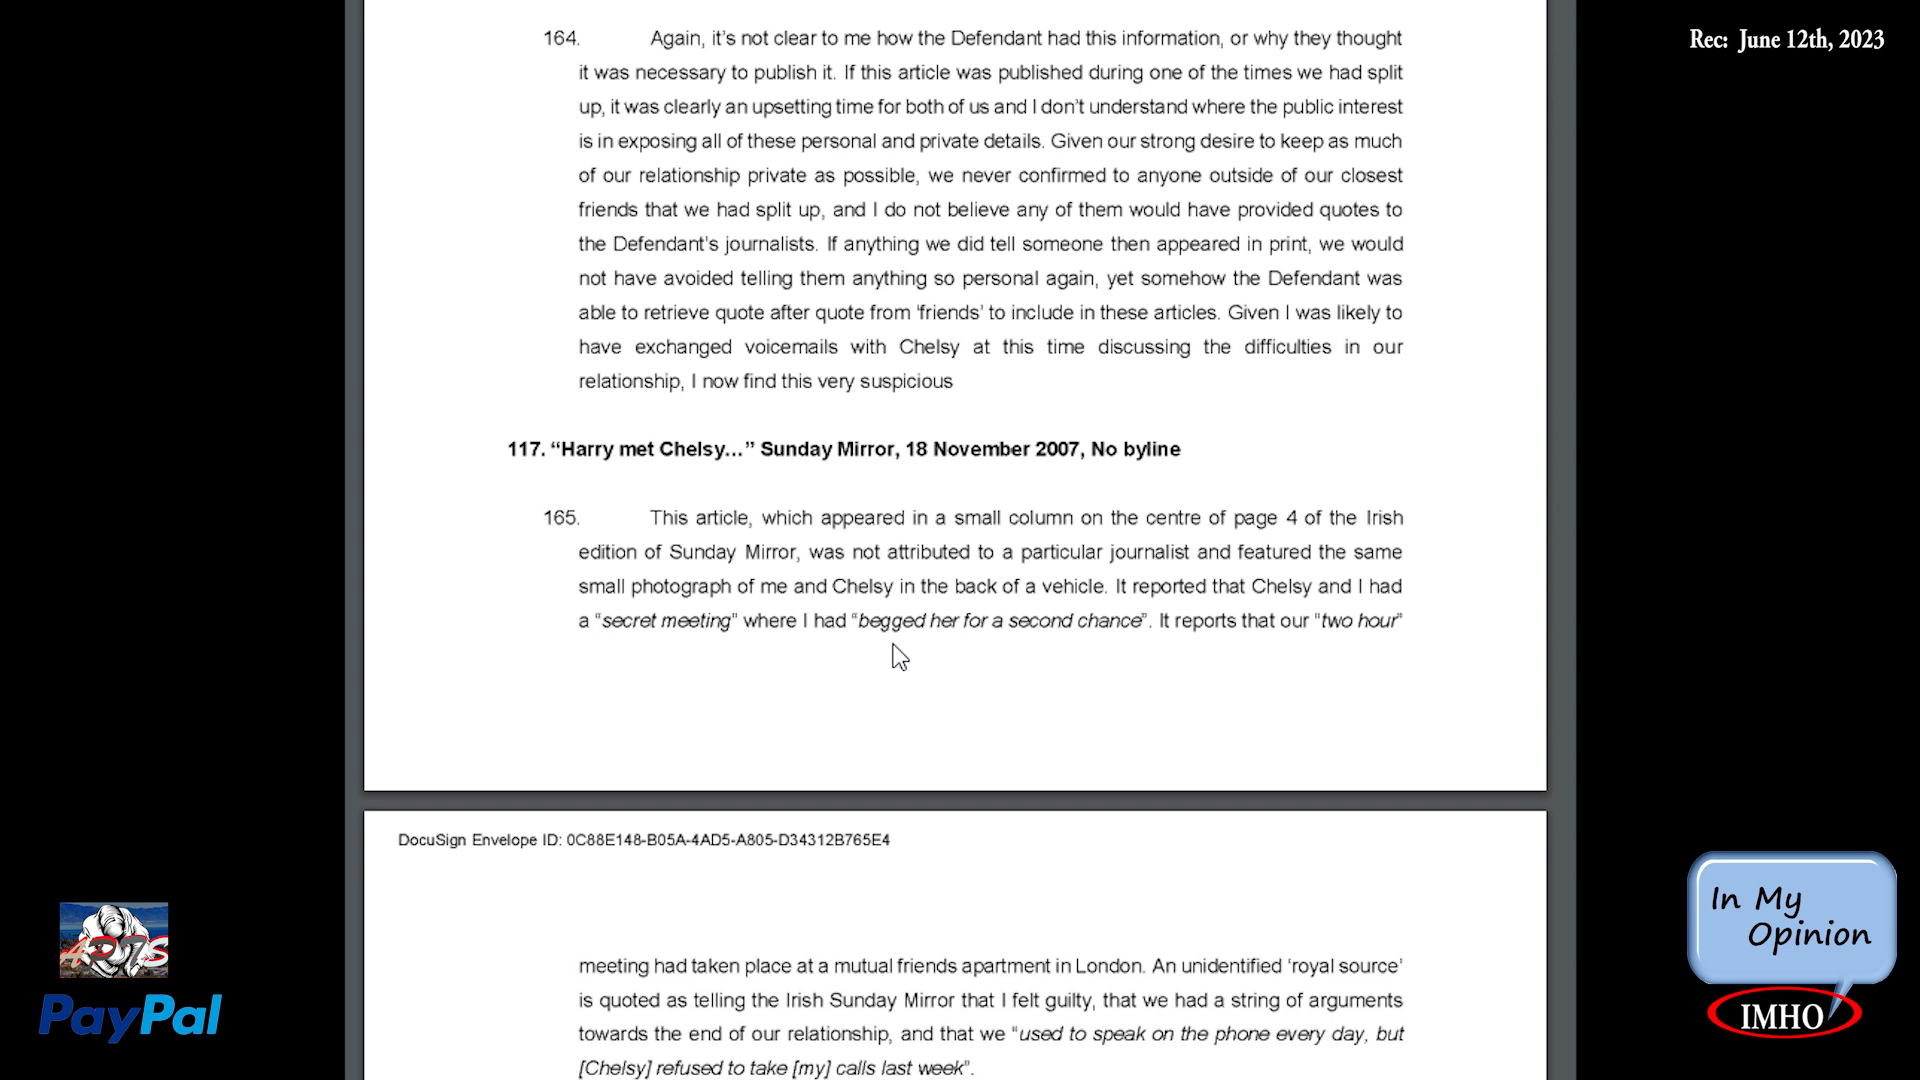 164. Again, it's not clear to me how the Defendant had this information, or why they thought
it was necessary to publish it. If this article was published during one of the times we had split
up, it was clearly an upsetting time for both of us and I don't understand where the public interest
is in exposing all of these personal and private details. Given our strong desire to keep as much
of our relationship private as possible, we never confirmed to anyone outside of our closest
friends that we had split up, and I do not believe any of them would have provided quotes to
the Defendant's journalists. If anything we did tell someone then appeared in print, we would
not have avoided telling them anything so personal again, yet somehow the Defendant was
able to retrieve quote after quote from 'friends' to include in these articles. Given I was likely to
have exchanged voicemails with Chelsy at this time discussing the difficulties in our
relationship, I now find this very suspicious
117. “Harry met Chelsy…” Sunday Mirror, 18 November 2007, No byline
165. This article, which appeared in a small column on the centre of page 4 of the Irish
edition of Sunday Mirror, was not attributed to a particular journalist and featured the same
small photograph of me and Chelsy in the back of a vehicle. It reported that Chelsy and I had
a “secret meeting” where I had “begged her for a second chance”. It reports that our “two hour”
DocuSign Envelope ID: 0C88E148-B05A-4AD5-A805-D34312B765E4
meeting had taken place at a mutual friends apartment in London. An unidentified ‘royal source’
is quoted as telling the Irish Sunday Mirror that I felt guilty, that we had a string of arguments
towards the end of our relationship, and that we “used to speak on the phone every day, but
[Chelsy] refused to take [my] calls last week”.
Rec: June 12th, 2023
PayPal
In My
Opinion
IMHO